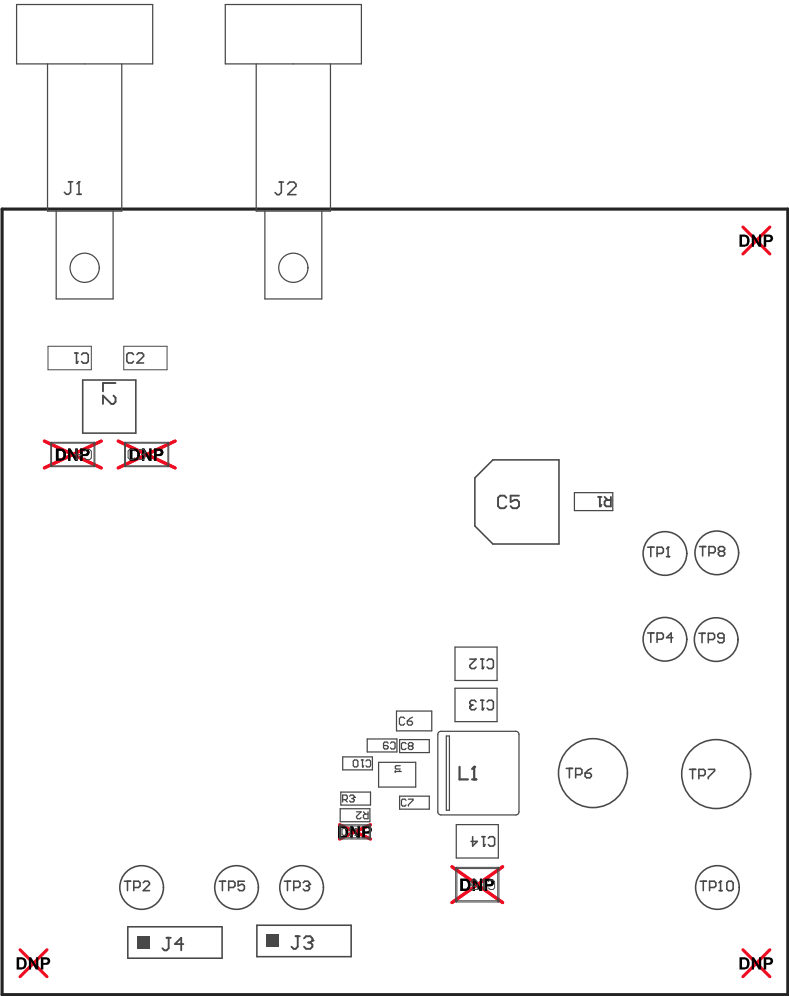 J1
J2
DNP
C1
C2
L2
DNP
DNP
C5
R1
TP1
TP8
TP4
TP9
C12
C13
C6
C9
C8
C10
U1
L1
TP6
TP7
R3
C7
R2
DNP
C14
DNP
TP2
TP5
TP3
TP10
J4
J3
DNP
DNP